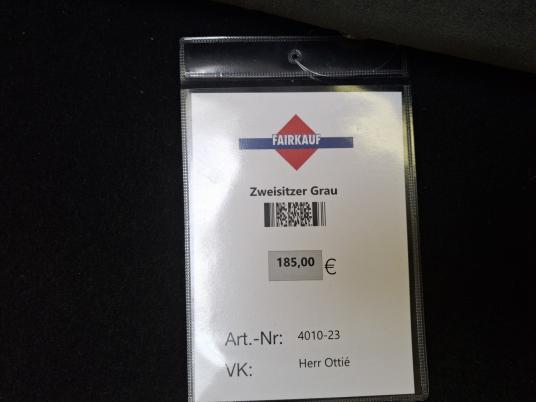 FAIRKAUF
Zweisitzer Grau
185,00 €
Art.-Nr: 4010-23
VK: Herr Ottié